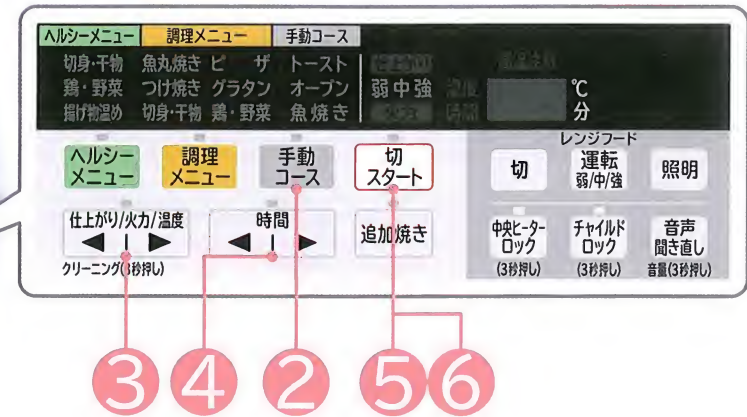 ヘルシーメニュー 調理メニュー 手動コース
切身・干物 魚丸焼き ピザ トースト
鶏・野菜 つけ焼き グラタン オーブン 弱中強 ℃
揚げ物温め 切身・干物 鶏・野菜 魚焼き 分
レンジフード
ヘルシーメニュー 調理メニュー 手動コース 切スタート 切 運転 弱/中/強 照明
仕上がり/火力/温度 ◀ ▶ 時間 ◀ ▶ 追加焼き 中央ヒーターロック チャイルドロック 音声聞き直し
クリーニング(3秒押し) (3秒押し) (3秒押し) 音量(3秒押し)
3 4 2 5 6